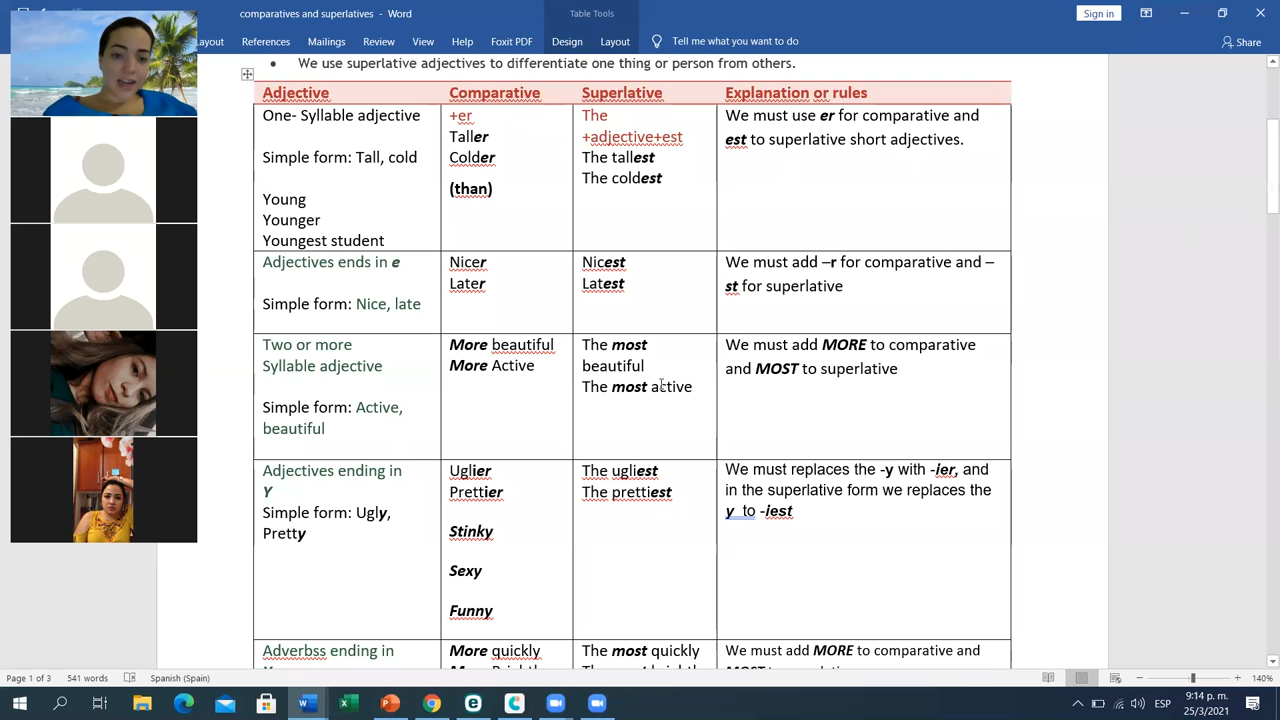 comparatives and superlatives - Word
Table Tools
Sign in
ayout
References
Mailings
Review
View
Help
Foxit PDF
Design
Layout
Tell me what you want to do
Share
• We use superlative adjectives to differentiate one thing or person from others.
Adjective
Comparative
Superlative
Explanation or rules
One- Syllable adjective
Simple form: Tall, cold
Young
Younger
Youngest student
+er
Taller
Colder
(than)
The
+adjective+est
The tallest
The coldest
We must use er for comparative and
est to superlative short adjectives.
Adjectives ends in e
Simple form: Nice, late
Nicer
Later
Nicest
Latest
We must add –r for comparative and –
st for superlative
Two or more
Syllable adjective
Simple form: Active,
beautiful
More beautiful
More Active
The most
beautiful
The most active
We must add MORE to comparative
and MOST to superlative
Adjectives ending in
Y
Simple form: Ugly,
Pretty
Uglier
Prettier
Stinky
Sexy
Funny
The ugliest
The prettiest
We must replaces the -y with -ier, and
in the superlative form we replaces the
y to -iest
Adverbss ending in
More quickly
The most quickly
We must add MORE to comparative and
Page 1 of 3
541 words
Spanish (Spain)
140%
ESP
9:14 p. m.
25/3/2021